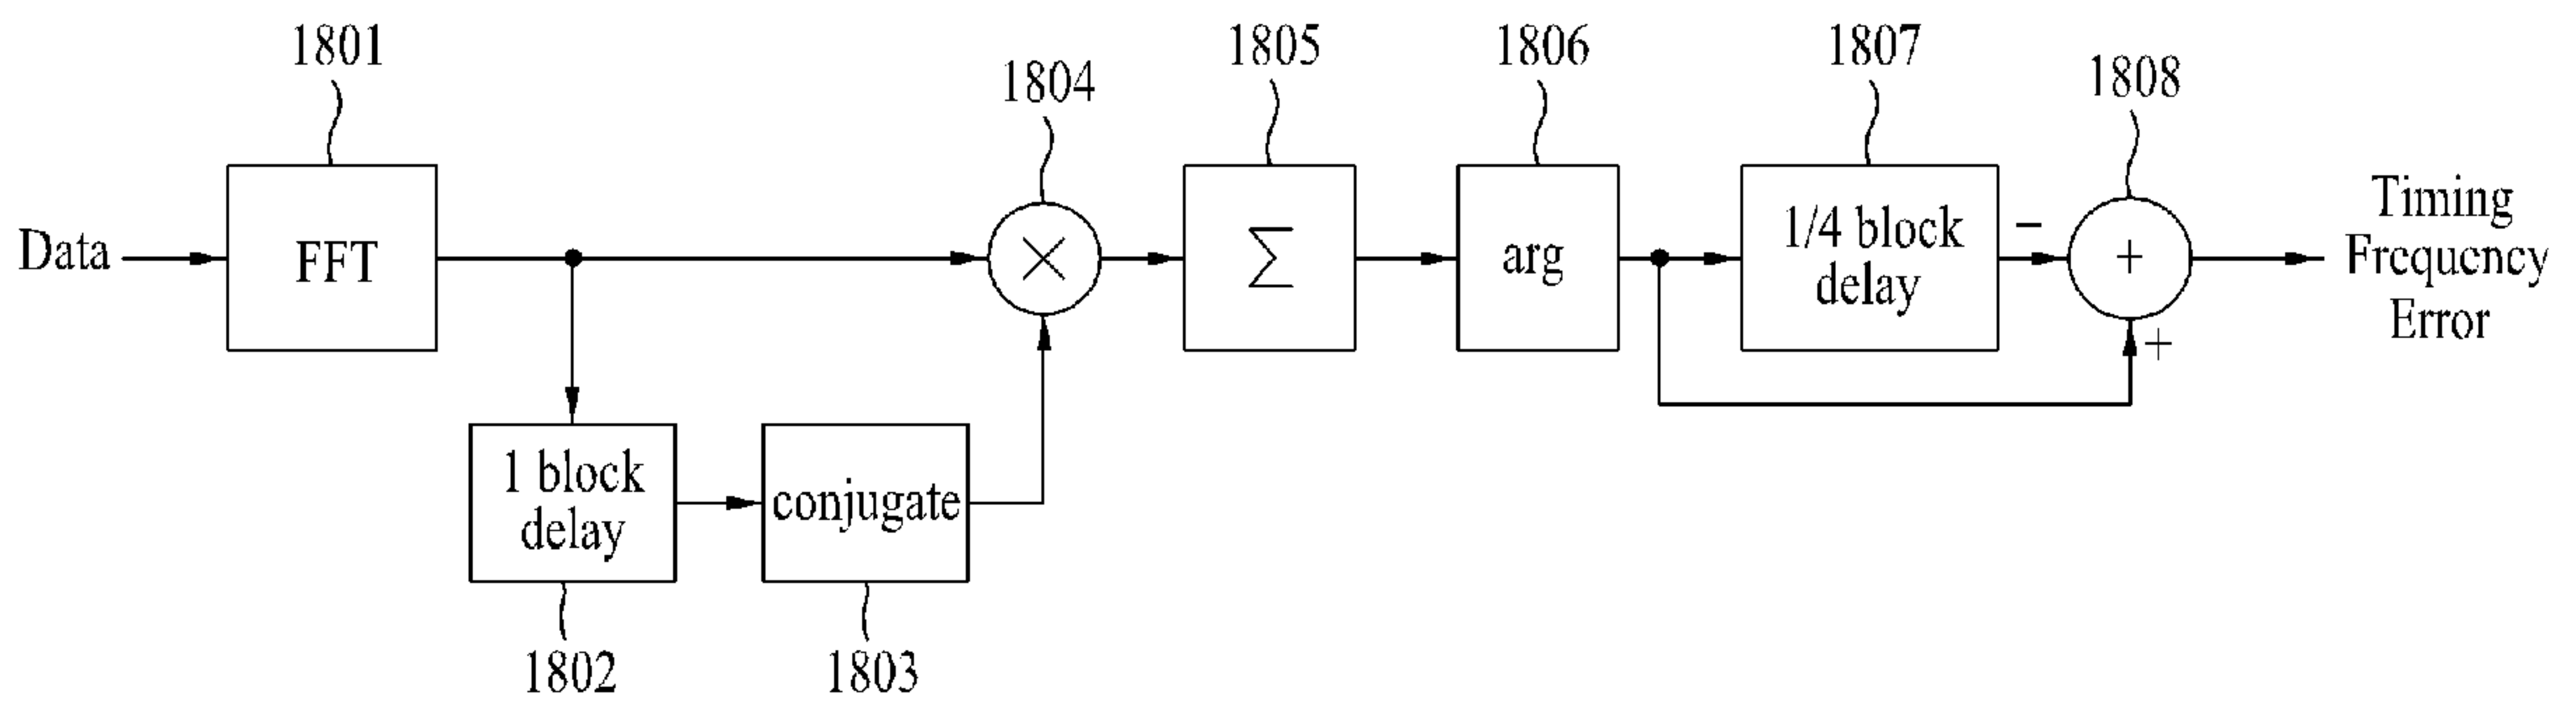 1801
1804
1805
1806
1807
1808
Data
FFT
×
Σ
arg
1/4 block
delay
−
+
+
Timing
Frequency
Error
1 block
delay
conjugate
1802
1803